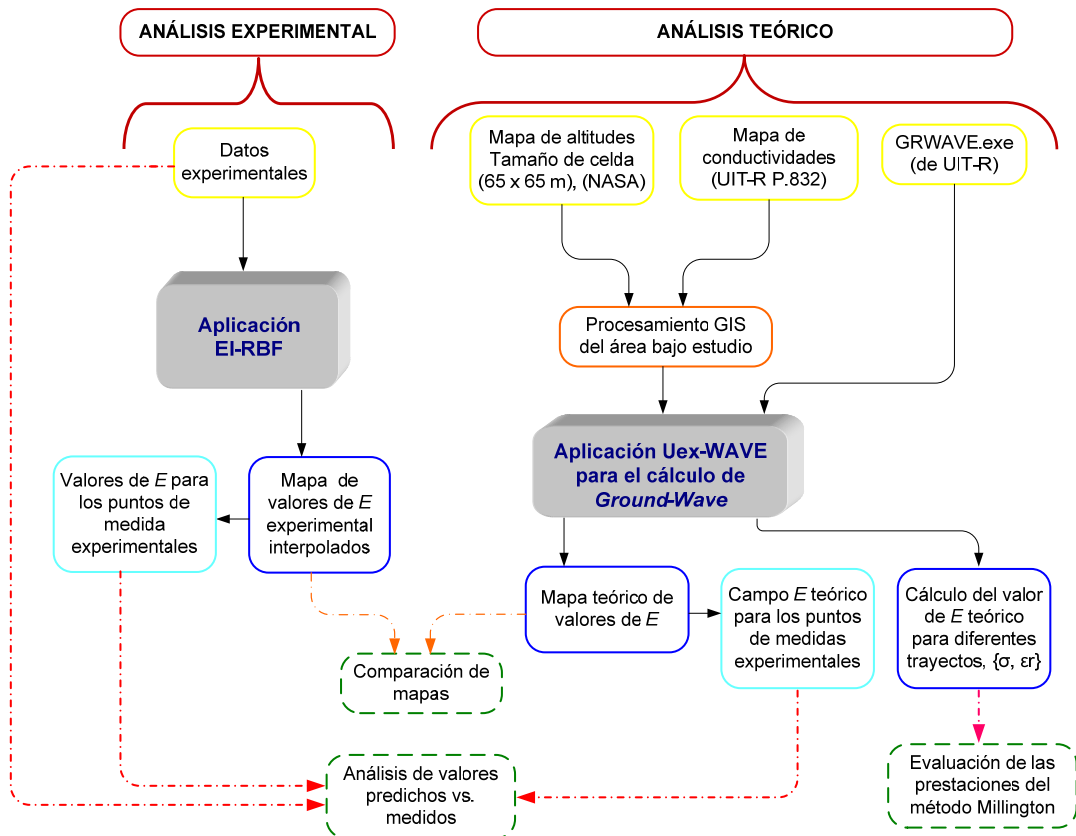 ANÁLISIS EXPERIMENTAL
ANÁLISIS TEÓRICO
Datos
experimentales
Mapa de altitudes
Tamaño de celda
(65 x 65 m), (NASA)
Mapa de
conductividades
(UIT-R P.832)
GRWAVE.exe
(de UIT-R)
Aplicación
EI-RBF
Procesamiento GIS
del área bajo estudio
Aplicación Uex-WAVE
para el cálculo de
Ground-Wave
Valores de E para
los puntos de
medida
experimentales
Mapa de
valores de E
experimental
interpolados
Mapa teórico de
valores de E
Campo E teórico
para los puntos
de medidas
experimentales
Cálculo del valor
de E teórico
para diferentes
trayectos, {σ, εr}
Comparación de
mapas
Análisis de valores
predichos vs.
medidos
Evaluación de las
prestaciones del
método Millington